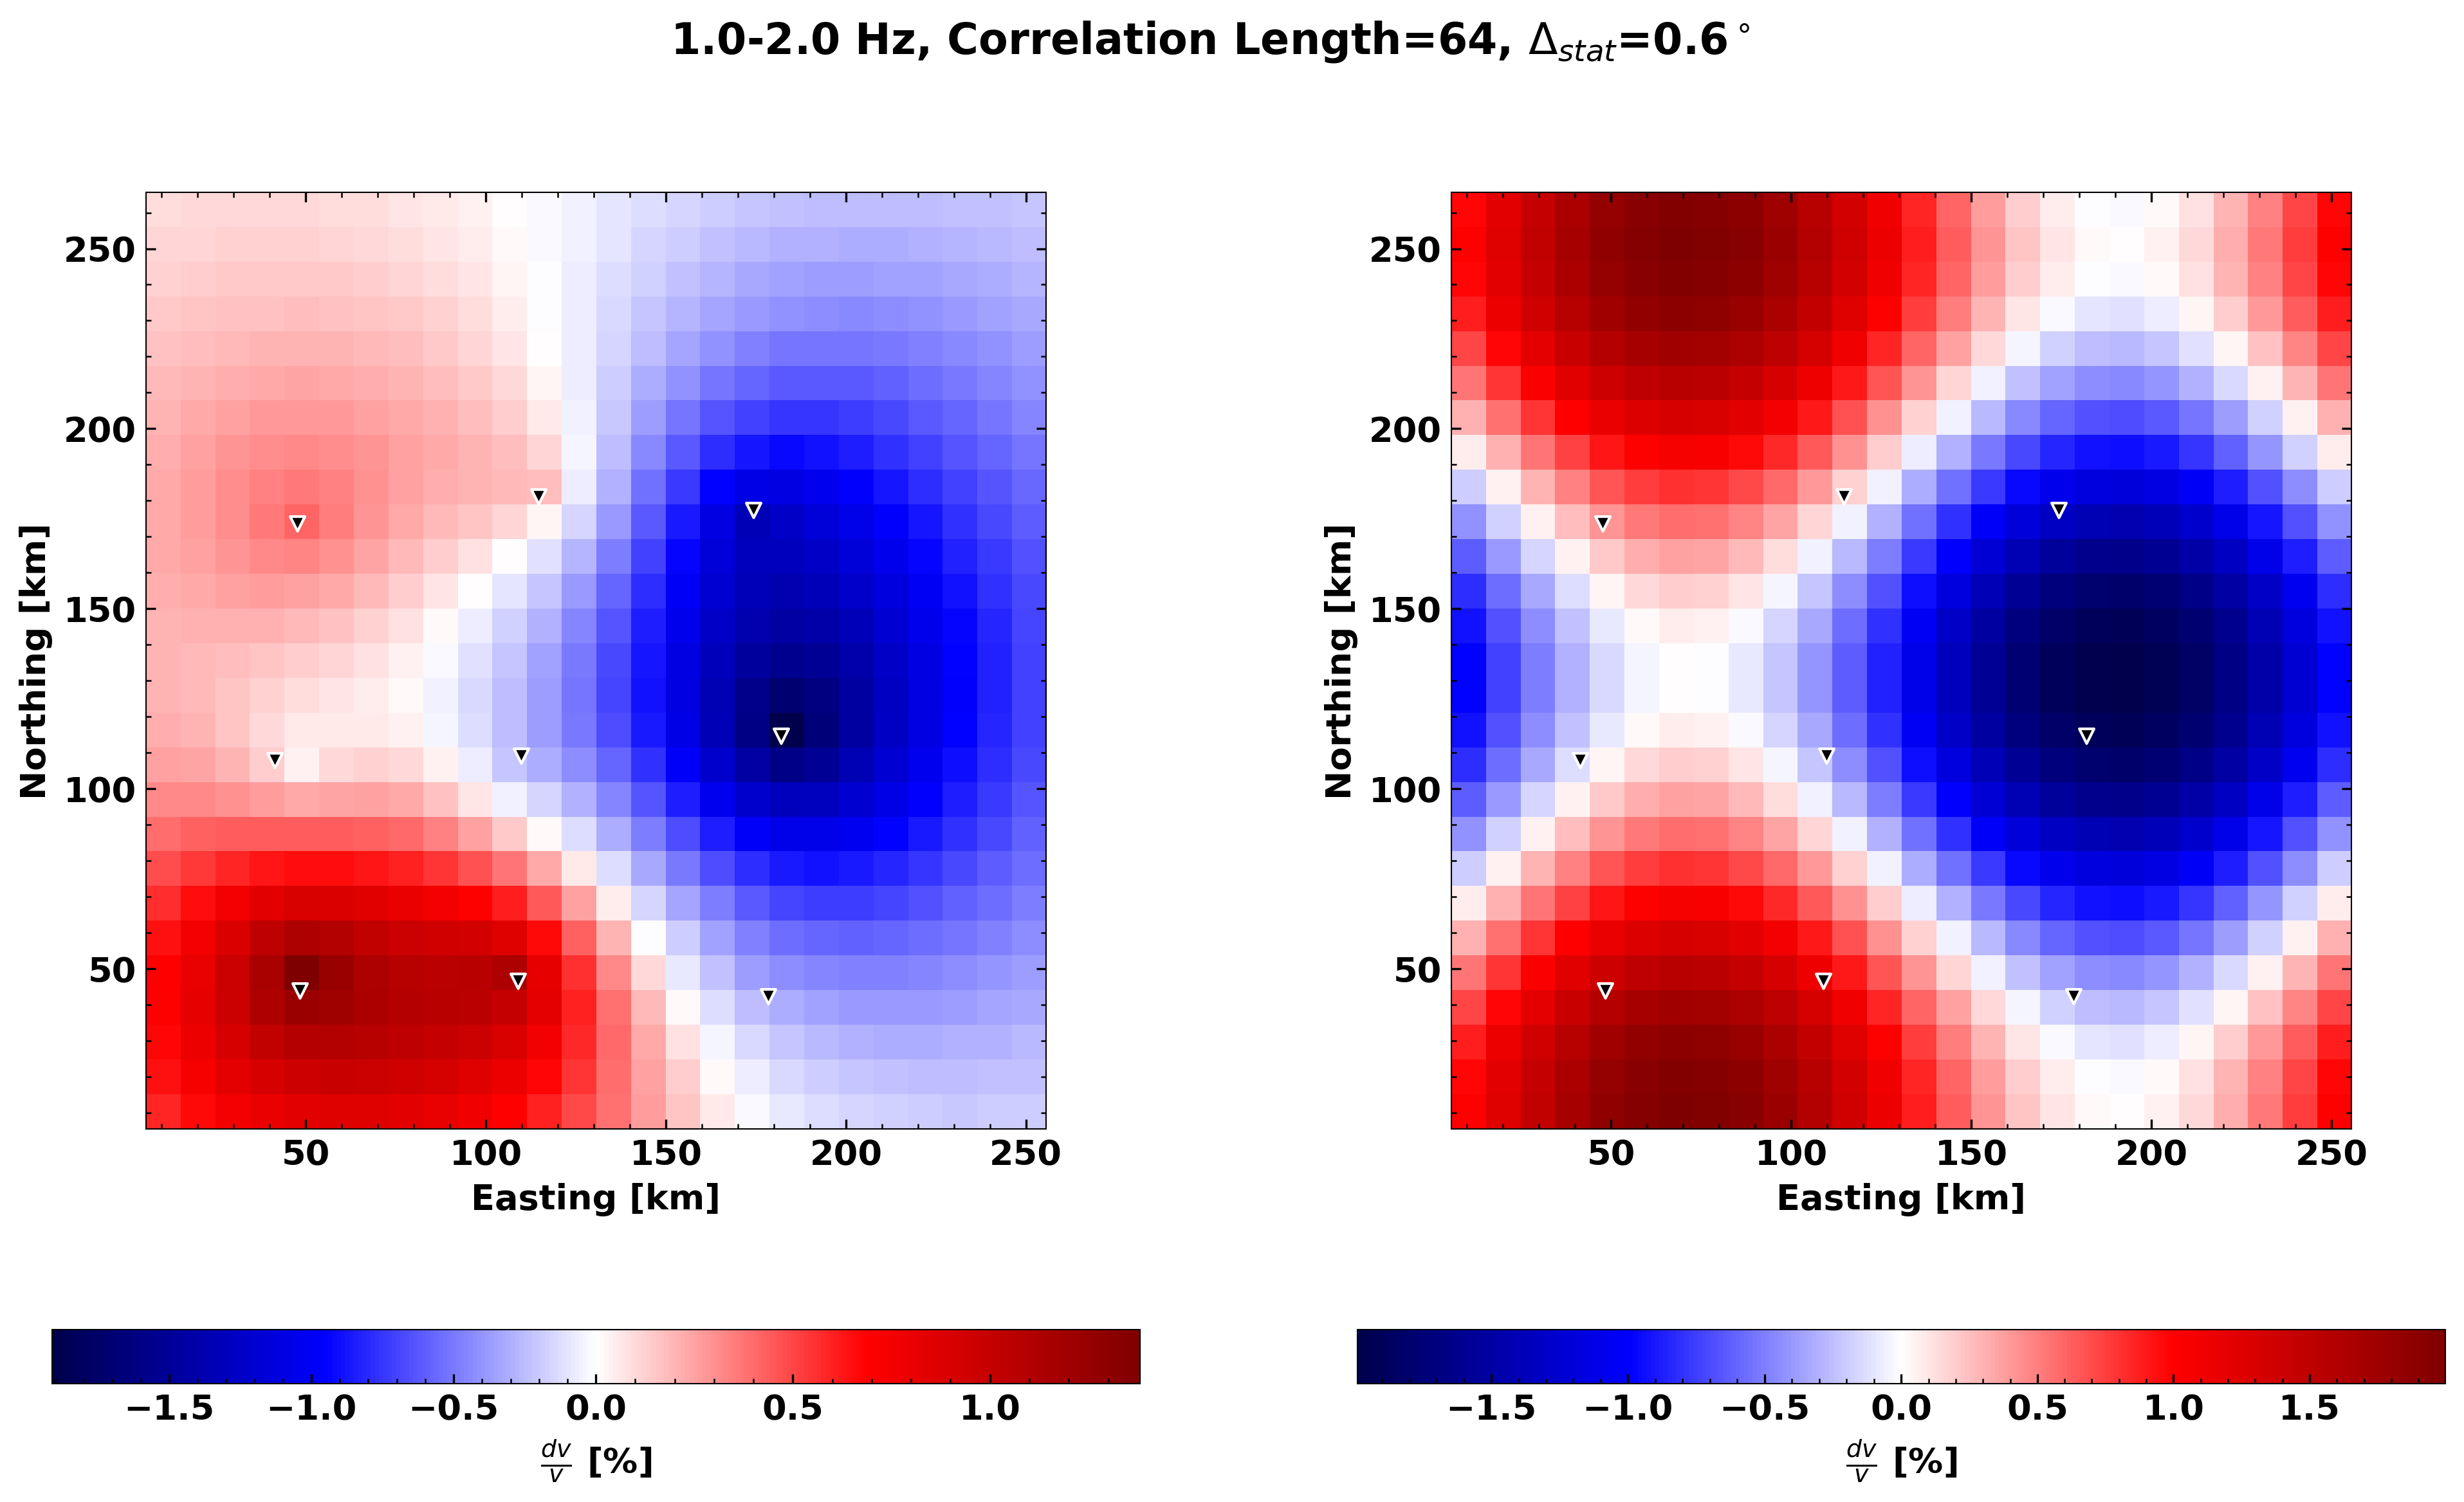 1.0-2.0 Hz, Correlation Length=64, Δstat=0.6°
250
200
150
100
50
Northing [km]
50 100 150 200 250
Easting [km]
−1.5 −1.0 −0.5 0.0 0.5 1.0
dv/v [%]
250
200
150
100
50
Northing [km]
50 100 150 200 250
Easting [km]
−1.5 −1.0 −0.5 0.0 0.5 1.0 1.5
dv/v [%]